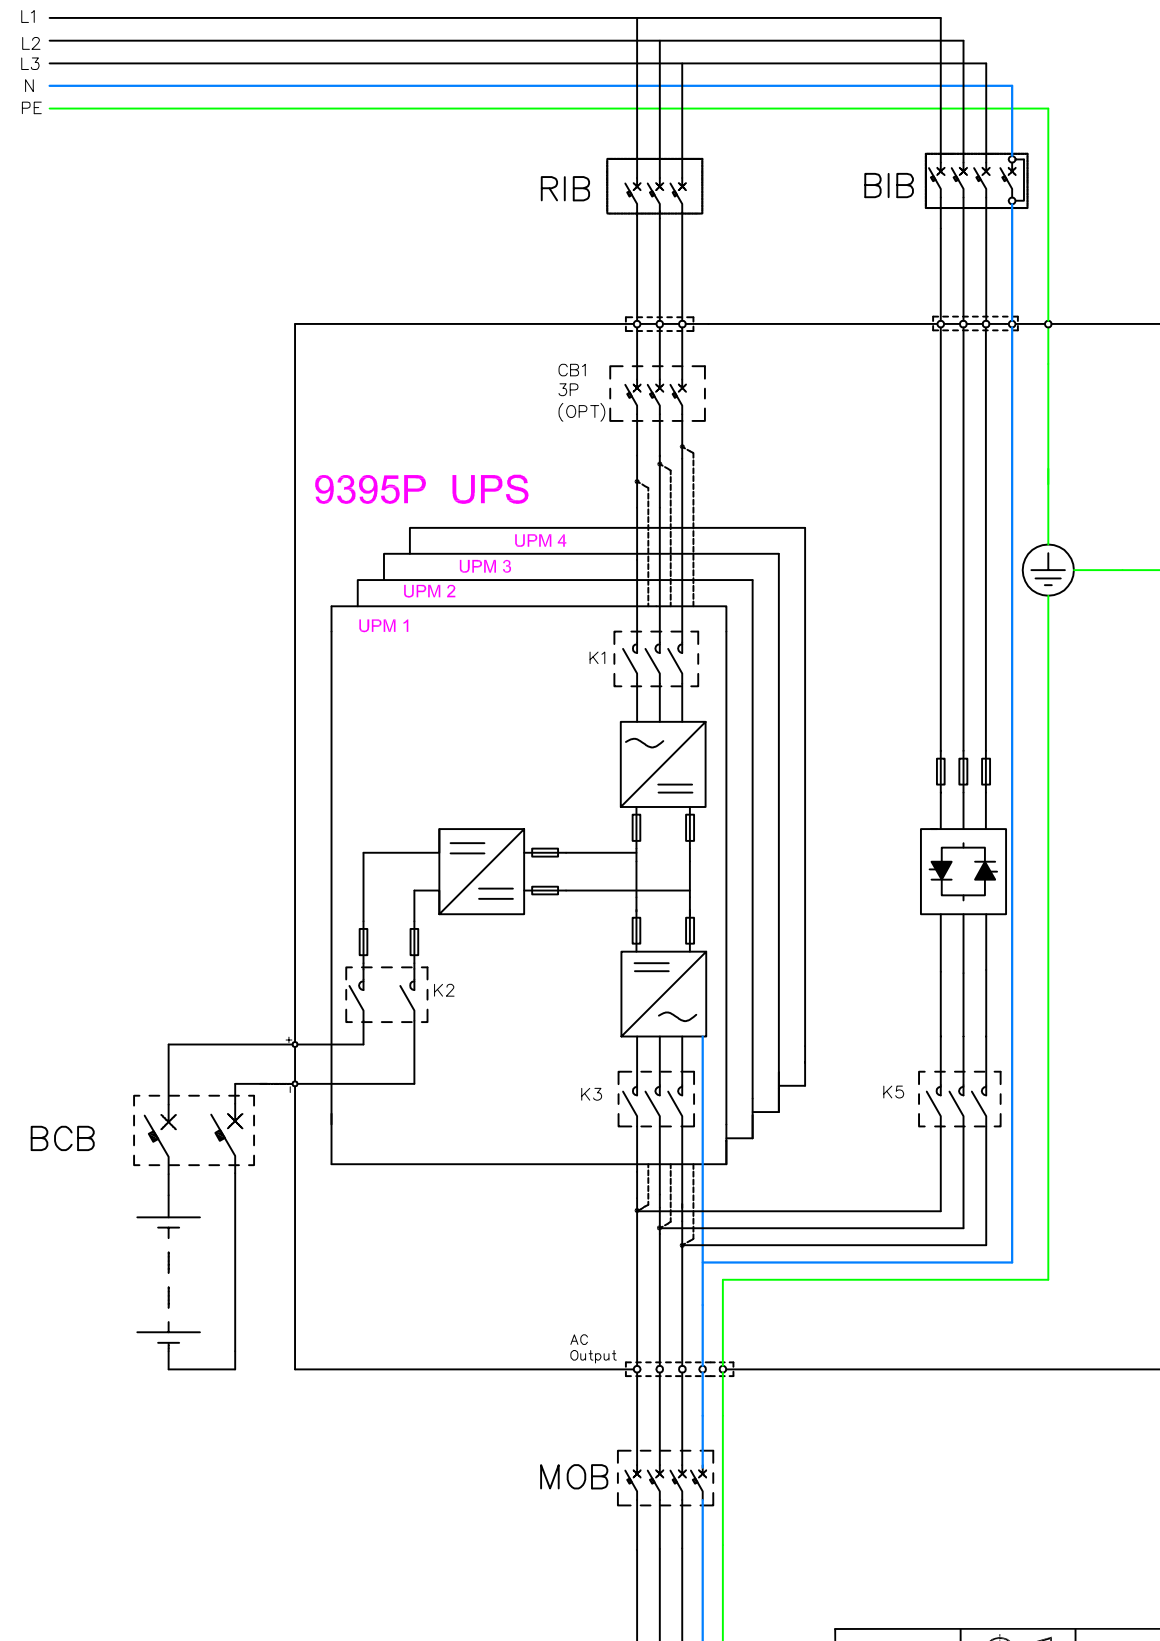 L1
L2
L3
N
PE
RIB
BIB
CB1
3P
(OPT)
9395P UPS
UPM 4
UPM 3
UPM 2
UPM 1
K1
K2
+
-
K3
K5
BCB
AC
Output
MOB